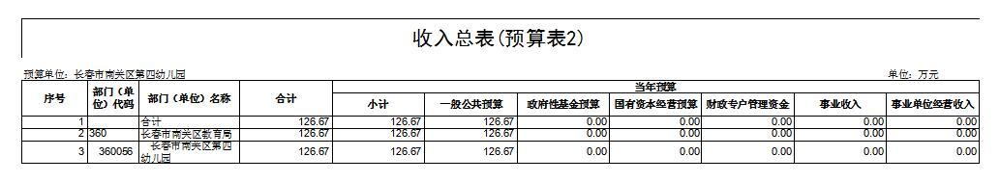 收入总表(预算表2)
预算单位：长春市南关区第四幼儿园 单位：万元
序号 部门（单位）代码 部门（单位）名称 合计 当年预算
小计 一般公共预算 政府性基金预算 国有资本经营预算 财政专户管理资金 事业收入 事业单位经营收入
1 合计 126.67 126.67 126.67 0.00 0.00 0.00 0.00 0.00
2 360 长春市南关区教育局 126.67 126.67 126.67 0.00 0.00 0.00 0.00 0.00
3 360056 长春市南关区第四幼儿园 126.67 126.67 126.67 0.00 0.00 0.00 0.00 0.00